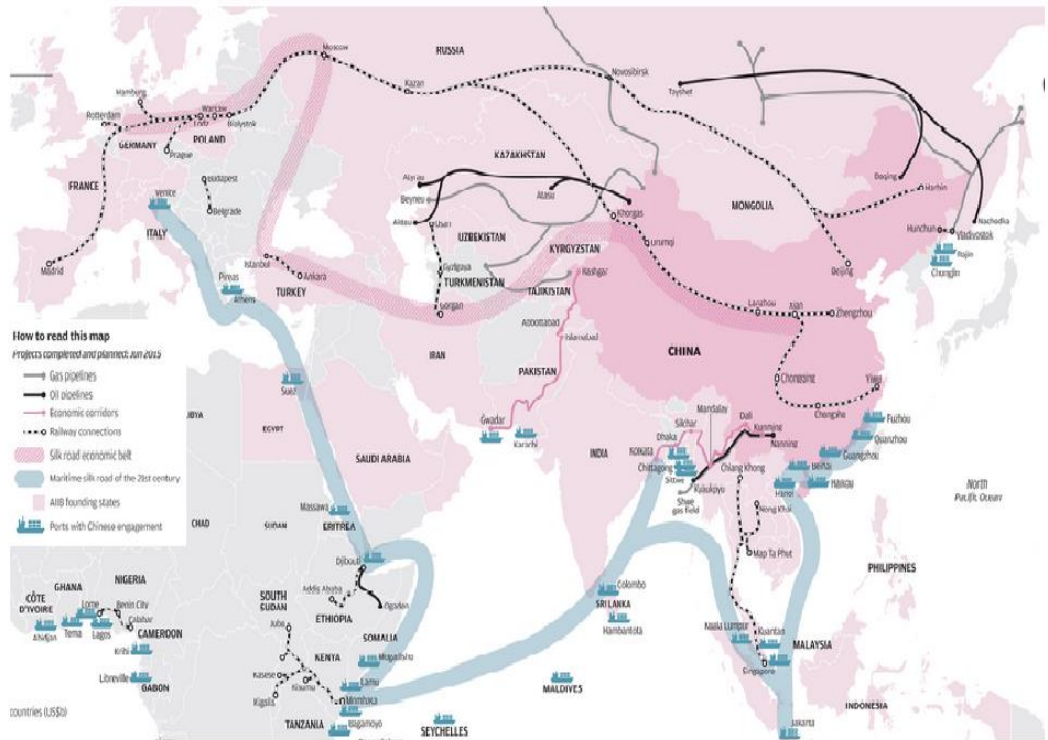 Moscow
RUSSIA
Kazan
Novosibirsk
Tayshet
Hamburg
Rotterdam
Warsaw
Lodz
Bialystok
GERMANY
POLAND
Prague
KAZAKHSTAN
FRANCE
Budapest
Atasu
Daqing
Harbin
Venice
Belgrade
Beyneu
Aktau
Khorgas
MONGOLIA
Nachodka
ITALY
UZBEKISTAN
KYRGYZSTAN
Urumqi
Hunchun
Vladivostok
Rajin
Madrid
Istanbul
Ankara
Pireas
Athens
TURKEY
TURKMENISTAN
TAJIKISTAN
Kashgar
Beijing
Chongjin
Gorgan
Lanzhou
Xian
Zhengzhou
Abbottabad
Islamabad
How to read this map
Projects completed and planned: Jun 2015
Gas pipelines
Oil pipelines
Economic corridors
Railway connections
Silk road economic belt
Maritime silk road of the 21st century
AIIB founding states
Ports with Chinese engagement
IRAN
CHINA
PAKISTAN
Suez
EGYPT
Chongqing
Yiwu
SAUDI ARABIA
Gwadar
Karachi
INDIA
Mandalay
Dali
Kunming
Nanning
Silchar
Dhaka
Kolkata
Chittagong
Sittwe
Kyaukpyu
Shwe
gas field
Chiang Khong
Fuzhou
Quanzhou
Guangzhou
Beihai
Haikou
Hanoi
North
Pacific Ocean
Massawa
ERITREA
CHAD
SUDAN
Djibouti
Nong Khai
Map Ta Phut
PHILIPPINES
Addis Ababa
Ogaden
ETHIOPIA
SOUTH
SUDAN
SOMALIA
Colombo
SRI LANKA
Hambantota
CÔTE
D'IVOIRE
GHANA
NIGERIA
Lome
Benin City
Abidjan
Tema
Lagos
Calabar
CAMEROON
Kribi
Libreville
GABON
Juba
KENYA
Mogadishu
Kasese
Kisumu
Kigali
Lamu
Mombasa
TANZANIA
Bagamoyo
SEYCHELLES
MALDIVES
Kuala Lumpur
Kuantan
MALAYSIA
Singapore
Jakarta
INDONESIA
countries (US$b)